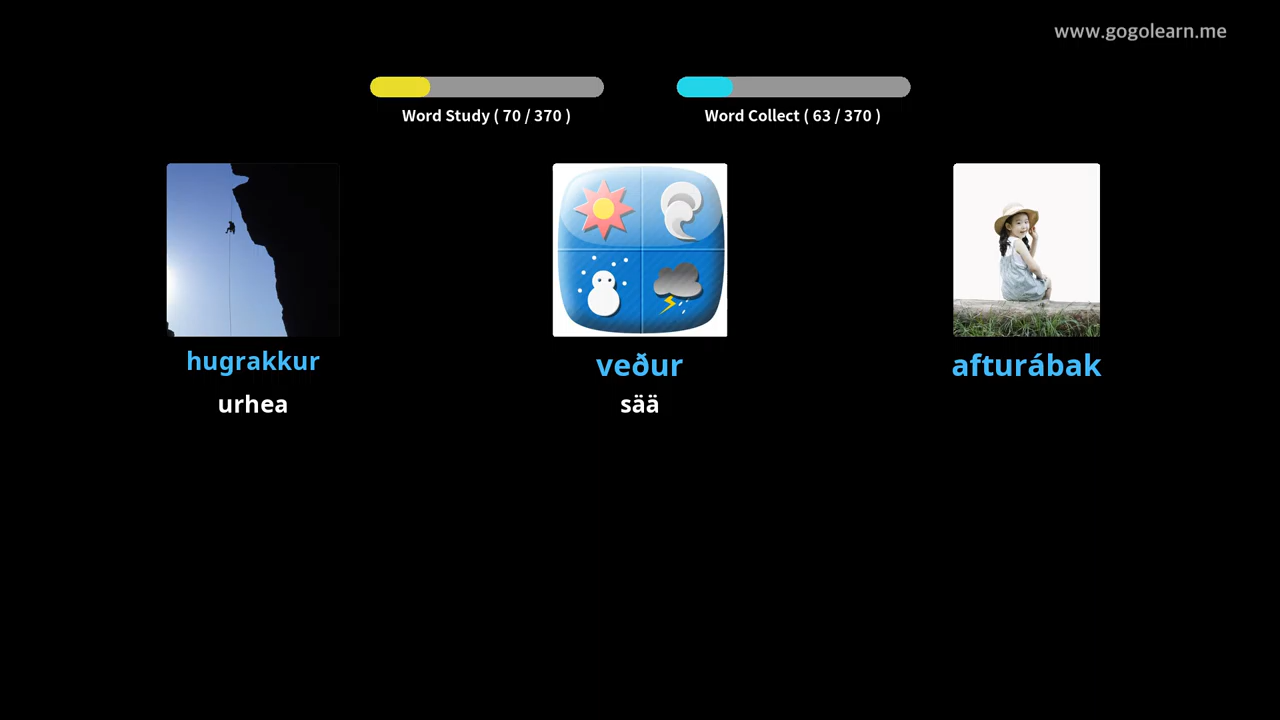 www.gogolearn.me
Word Study ( 70 / 370 )
Word Collect ( 63 / 370 )
hugrakkur
urhea
veður
sää
afturábak